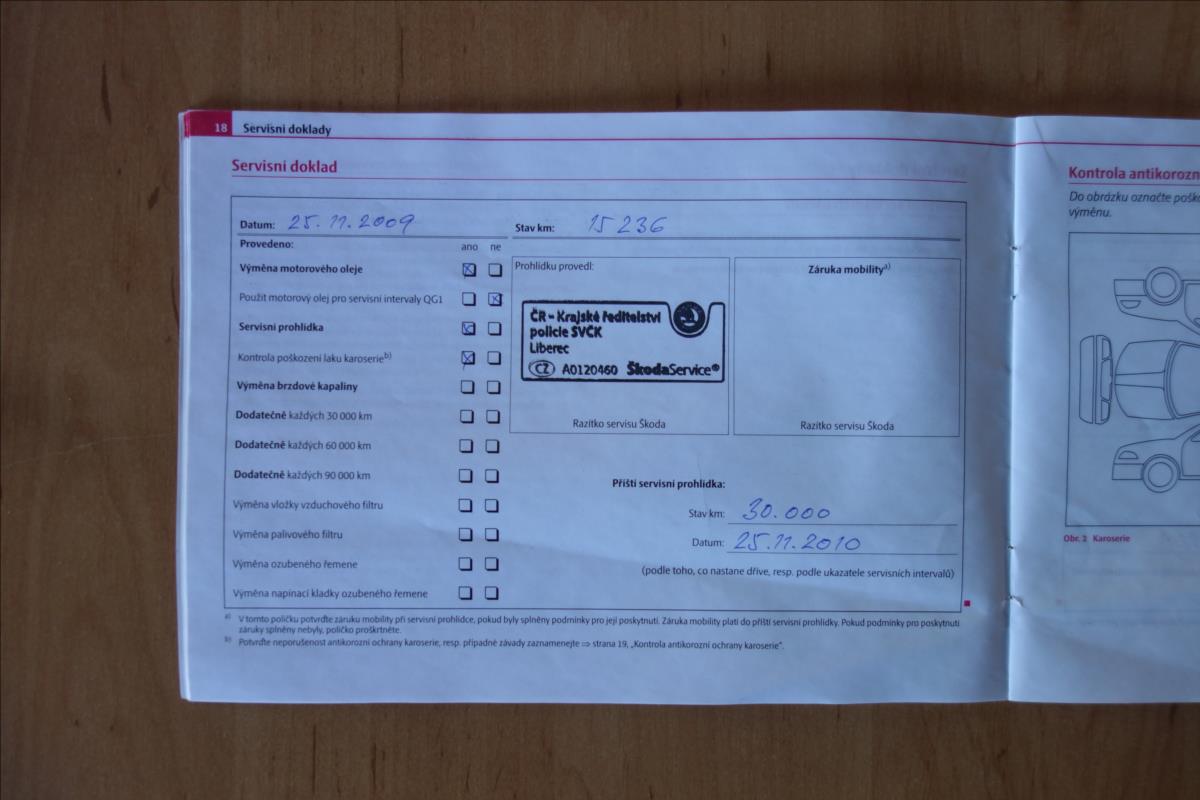 18 Servisní doklady
Servisní doklad
Datum: 25.11.2009 Stav km: 15 236
Provedeno: ano ne
Výměna motorového oleje
Použit motorový olej pro servisní intervaly QG1
Servisní prohlídka
Kontrola poškození laku karoserie b)
Výměna brzdové kapaliny
Dodatečně každých 30 000 km
Dodatečně každých 60 000 km
Dodatečně každých 90 000 km
Výměna vložky vzduchového filtru
Výměna palivového filtru
Výměna ozubeného řemene
Výměna napínací kladky ozubeného řemene
Prohlídku provedl:
ČR - Krajské ředitelství
policie SVČK
Liberec
CZ A0120460 ŠkodaService®
Razítko servisu Škoda
Záruka mobility a)
Razítko servisu Škoda
Příští servisní prohlídka:
Stav km: 30.000
Datum: 25.11.2010
(podle toho, co nastane dříve, resp. podle ukazatele servisních intervalů)
a) V tomto políčku potvrďte záruku mobility při servisní prohlídce, pokud byly splněny podmínky pro její poskytnutí. Záruka mobility platí do příští servisní prohlídky. Pokud podmínky pro poskytnutí
záruky splněny nebyly, políčko proškrtněte.
b) Potvrďte neporušenost antikorozní ochrany karoserie, resp. případné závady zaznamenejte ⇒ strana 19, „Kontrola antikorozní ochrany karoserie".
Kontrola antikorozn
Do obrázku označte
výměnu.
Obr. 2 Karoserie